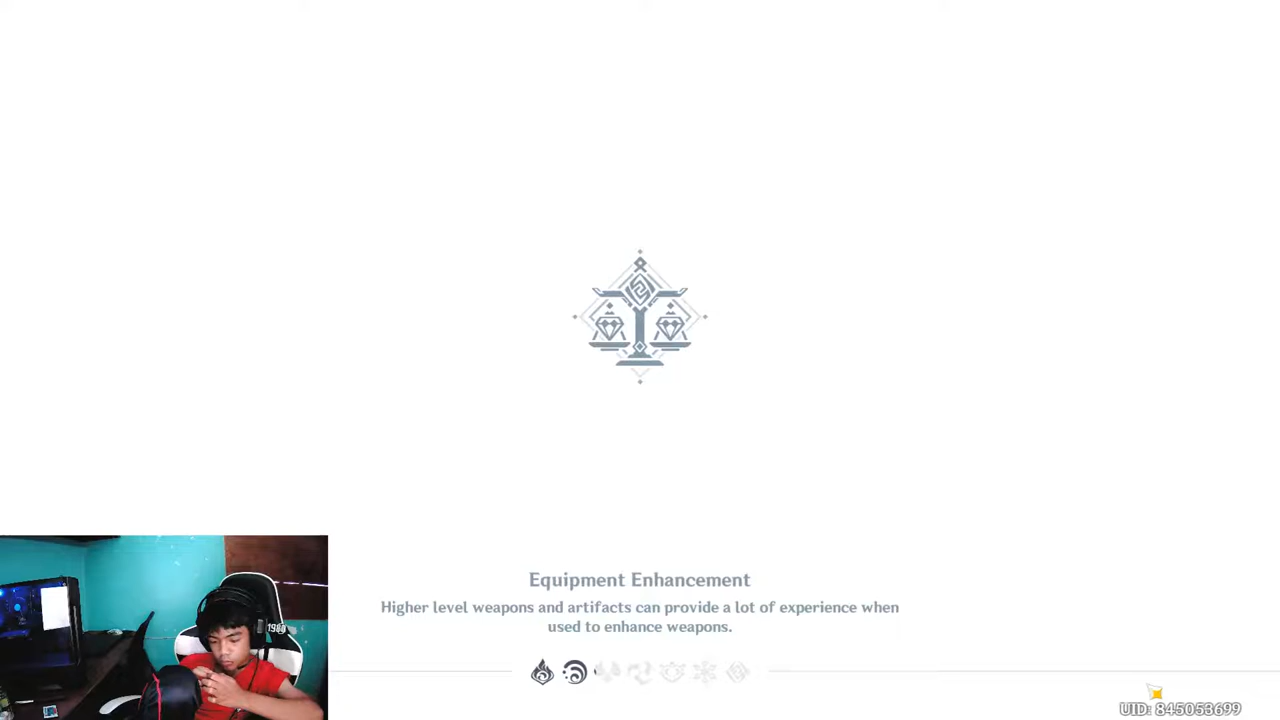 Equipment Enhancement
Higher level weapons and artifacts can provide a lot of experience when
used to enhance weapons.
UID: 845053699